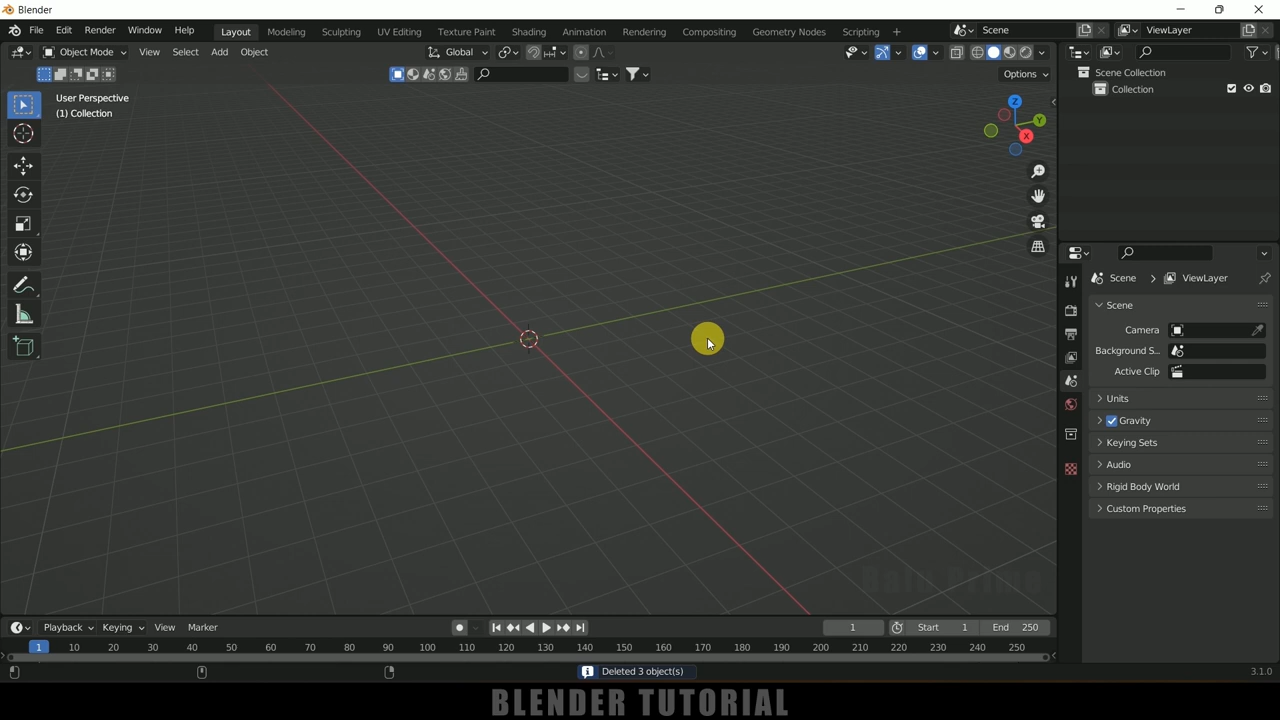 Blender
File Edit Render Window Help Layout Modeling Sculpting UV Editing Texture Paint Shading Animation Rendering Compositing Geometry Nodes Scripting + Scene ViewLayer
Object Mode View Select Add Object Global
Options
User Perspective
(1) Collection
Z
Y
X
Scene Collection
Collection
Scene ViewLayer
Scene
Camera
Background S...
Active Clip
Units
Gravity
Keying Sets
Audio
Rigid Body World
Custom Properties
Playback Keying View Marker 1 Start 1 End 250
1 10 20 30 40 50 60 70 80 90 100 110 120 130 140 150 160 170 180 190 200 210 220 230 240 250
Deleted 3 object(s) 3.1.0
BLENDER TUTORIAL